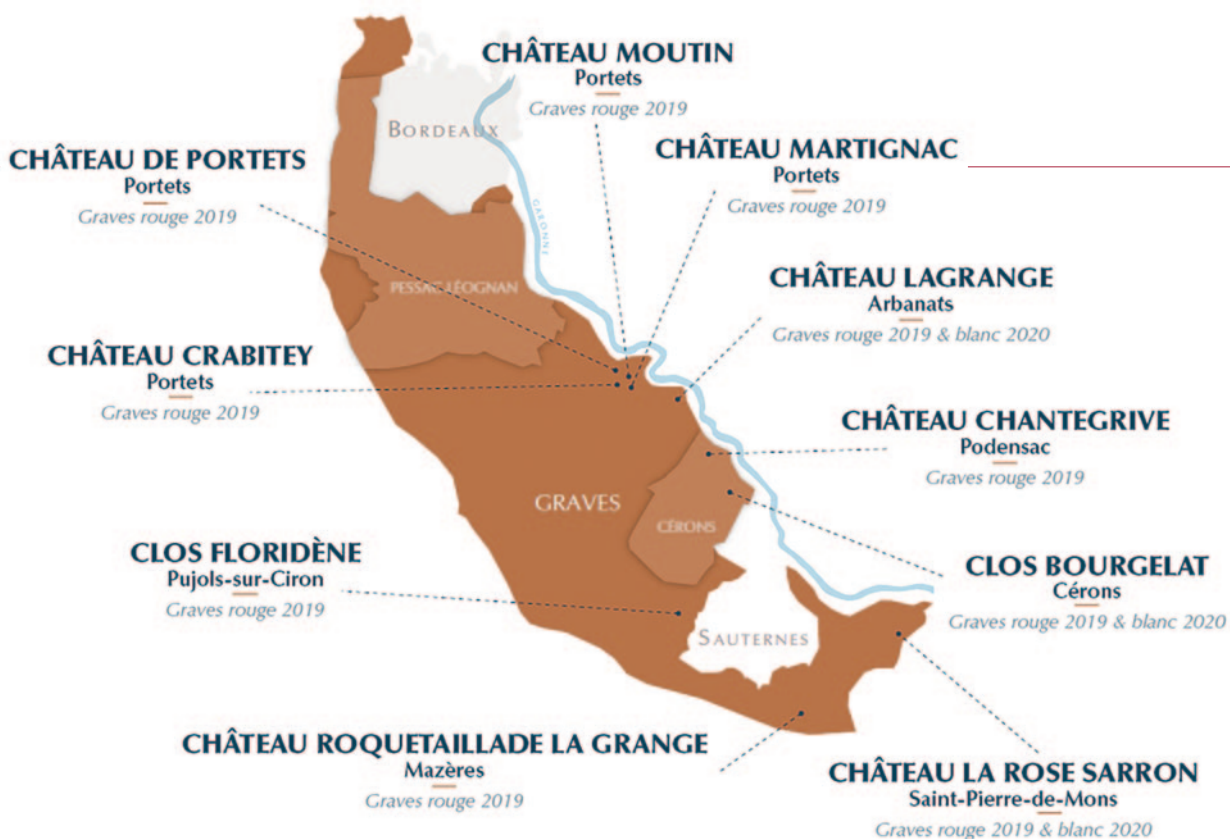 CHÂTEAU MOUTIN
Portets
Graves rouge 2019
BORDEAUX
CHÂTEAU DE PORTETS
Portets
Graves rouge 2019
CHÂTEAU MARTIGNAC
Portets
Graves rouge 2019
GARONNE
PESSAC-LÉOGNAN
CHÂTEAU LAGRANGE
Arbanats
Graves rouge 2019 & blanc 2020
CHÂTEAU CRABITEY
Portets
Graves rouge 2019
CHÂTEAU CHANTEGRIVE
Podensac
Graves rouge 2019
GRAVES
CÉRONS
CLOS FLORIDÈNE
Pujols-sur-Ciron
Graves rouge 2019
CLOS BOURGELAT
Cérons
Graves rouge 2019 & blanc 2020
SAUTERNES
CHÂTEAU ROQUETAILLADE LA GRANGE
Mazères
Graves rouge 2019
CHÂTEAU LA ROSE SARRON
Saint-Pierre-de-Mons
Graves rouge 2019 & blanc 2020